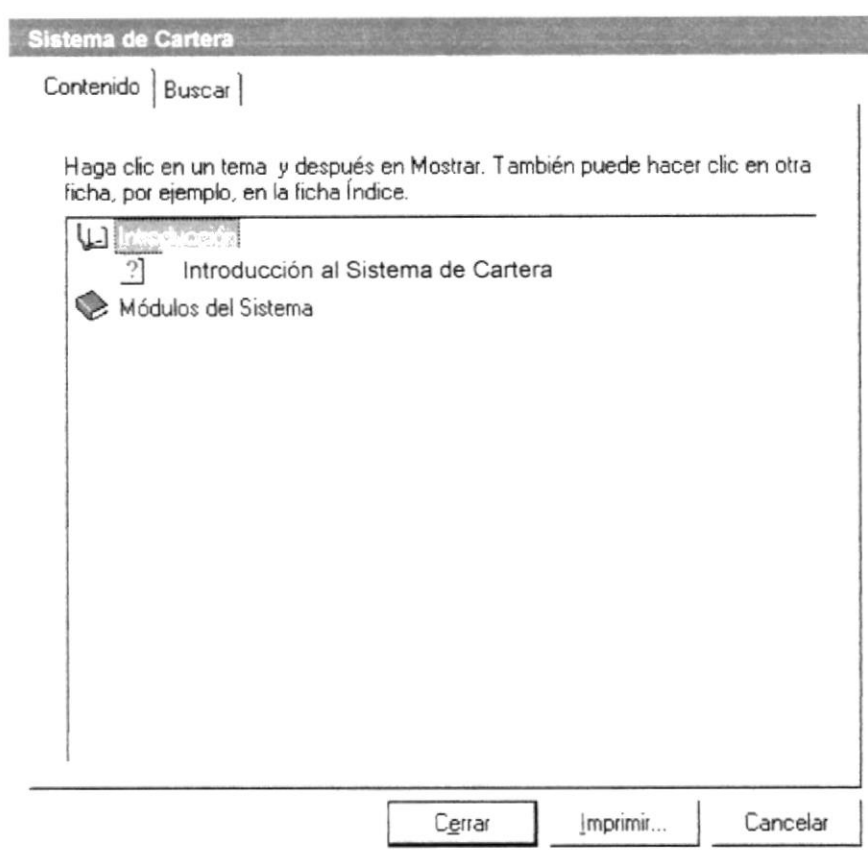 Sistema de Cartera
Contenido
Buscar
Haga clic en un tema y después en Mostrar. También puede hacer clic en otra
ficha, por ejemplo, en la ficha Índice.
Introducción
? Introducción al Sistema de Cartera
Módulos del Sistema
Cerrar
Imprimir...
Cancelar